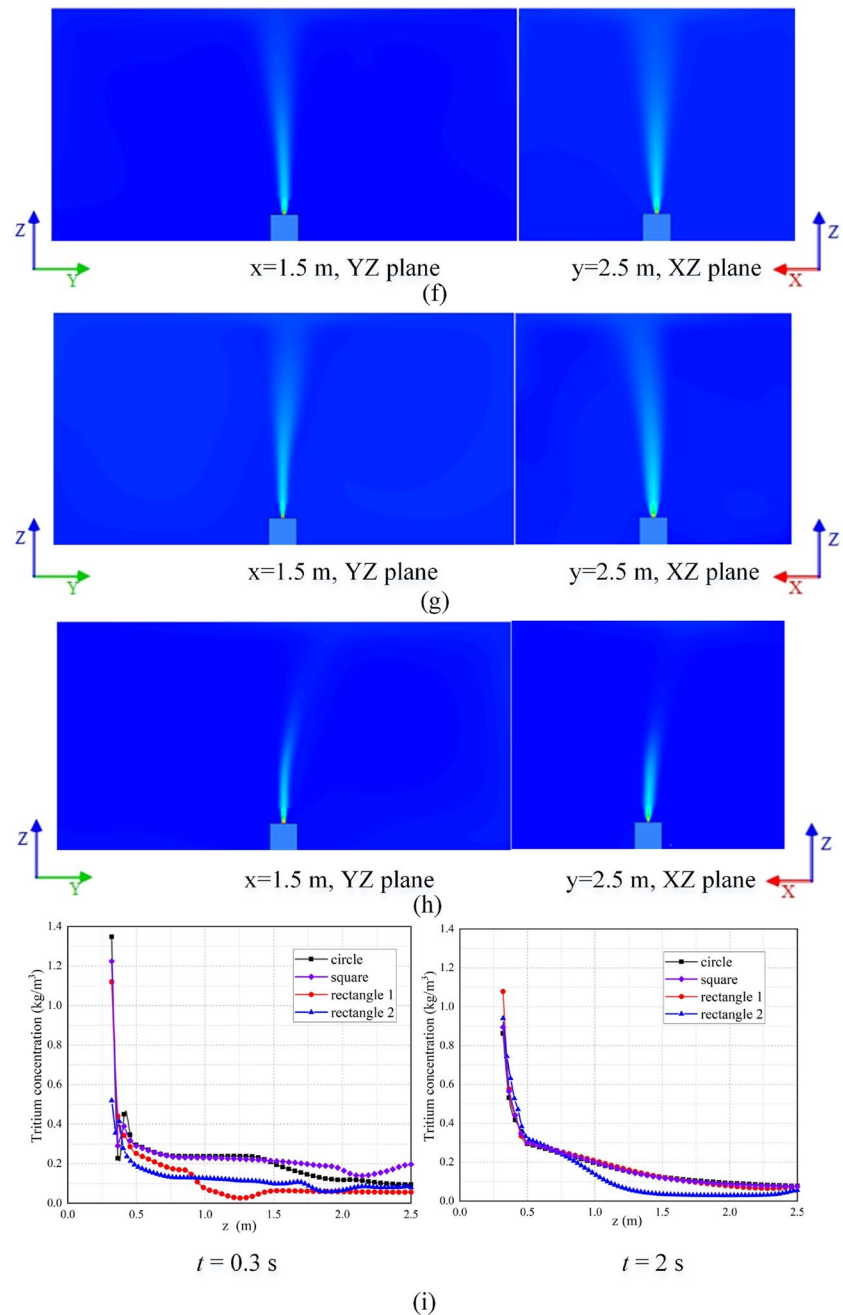 Z
Y
x=1.5 m, YZ plane
y=2.5 m, XZ plane
Z
X
(f)
Z
Y
x=1.5 m, YZ plane
y=2.5 m, XZ plane
Z
X
(g)
Z
Y
x=1.5 m, YZ plane
y=2.5 m, XZ plane
Z
X
(h)
Tritium concentration (kg/m³)
1.4
1.2
1.0
0.8
0.6
0.4
0.2
0.0
circle
square
rectangle 1
rectangle 2
0.0 0.5 1.0 1.5 2.0 2.5
z (m)
t = 0.3 s
Tritium concentration (kg/m³)
1.4
1.2
1.0
0.8
0.6
0.4
0.2
0.0
circle
square
rectangle 1
rectangle 2
0.0 0.5 1.0 1.5 2.0 2.5
z (m)
t = 2 s
(i)